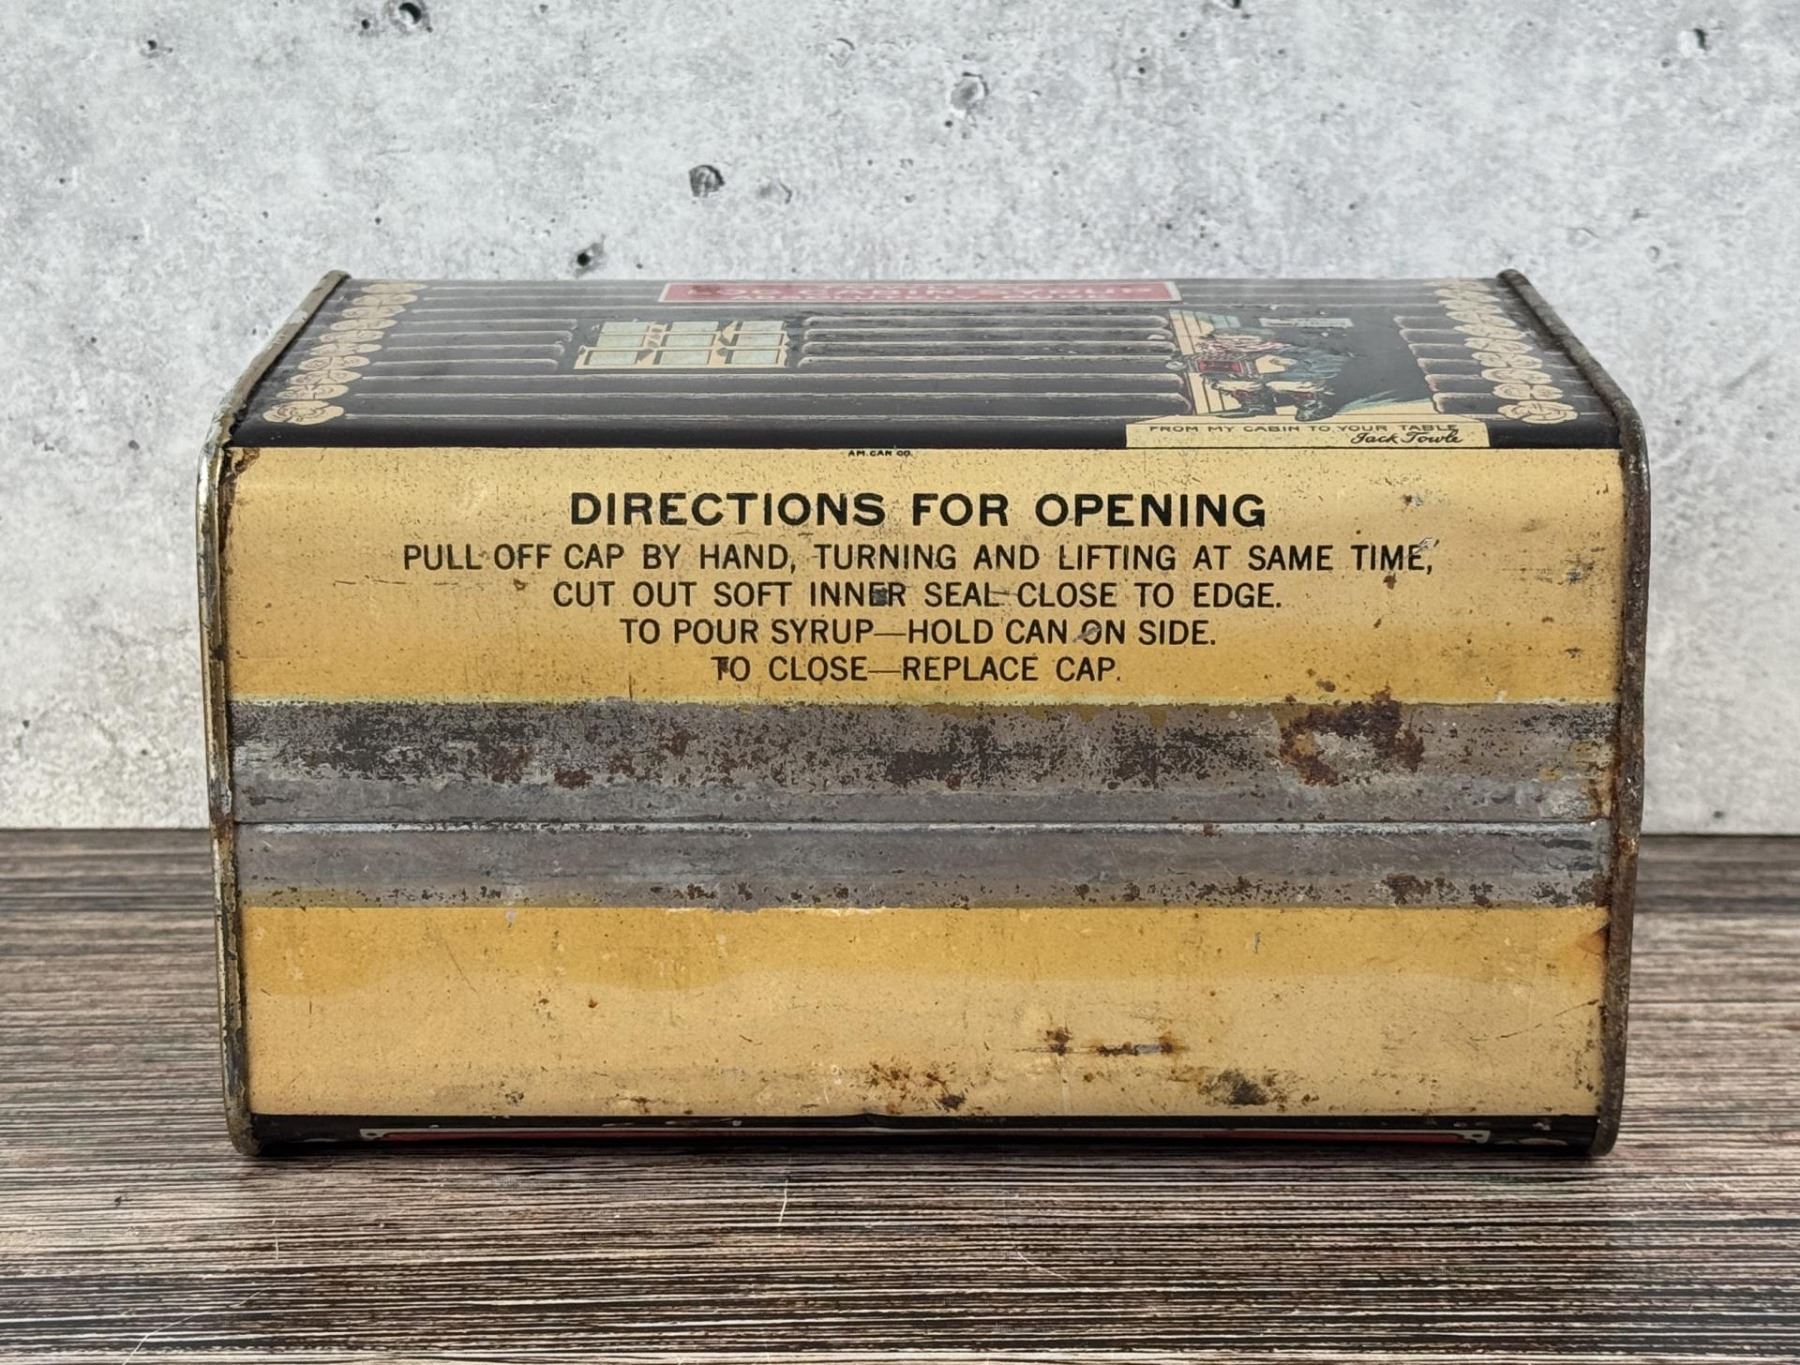 FROM MY CABIN TO YOUR TABLE
Jack Towle
AM. CAN CO.
DIRECTIONS FOR OPENING
PULL OFF CAP BY HAND, TURNING AND LIFTING AT SAME TIME,
CUT OUT SOFT INNER SEAL CLOSE TO EDGE.
TO POUR SYRUP—HOLD CAN ON SIDE.
TO CLOSE—REPLACE CAP.